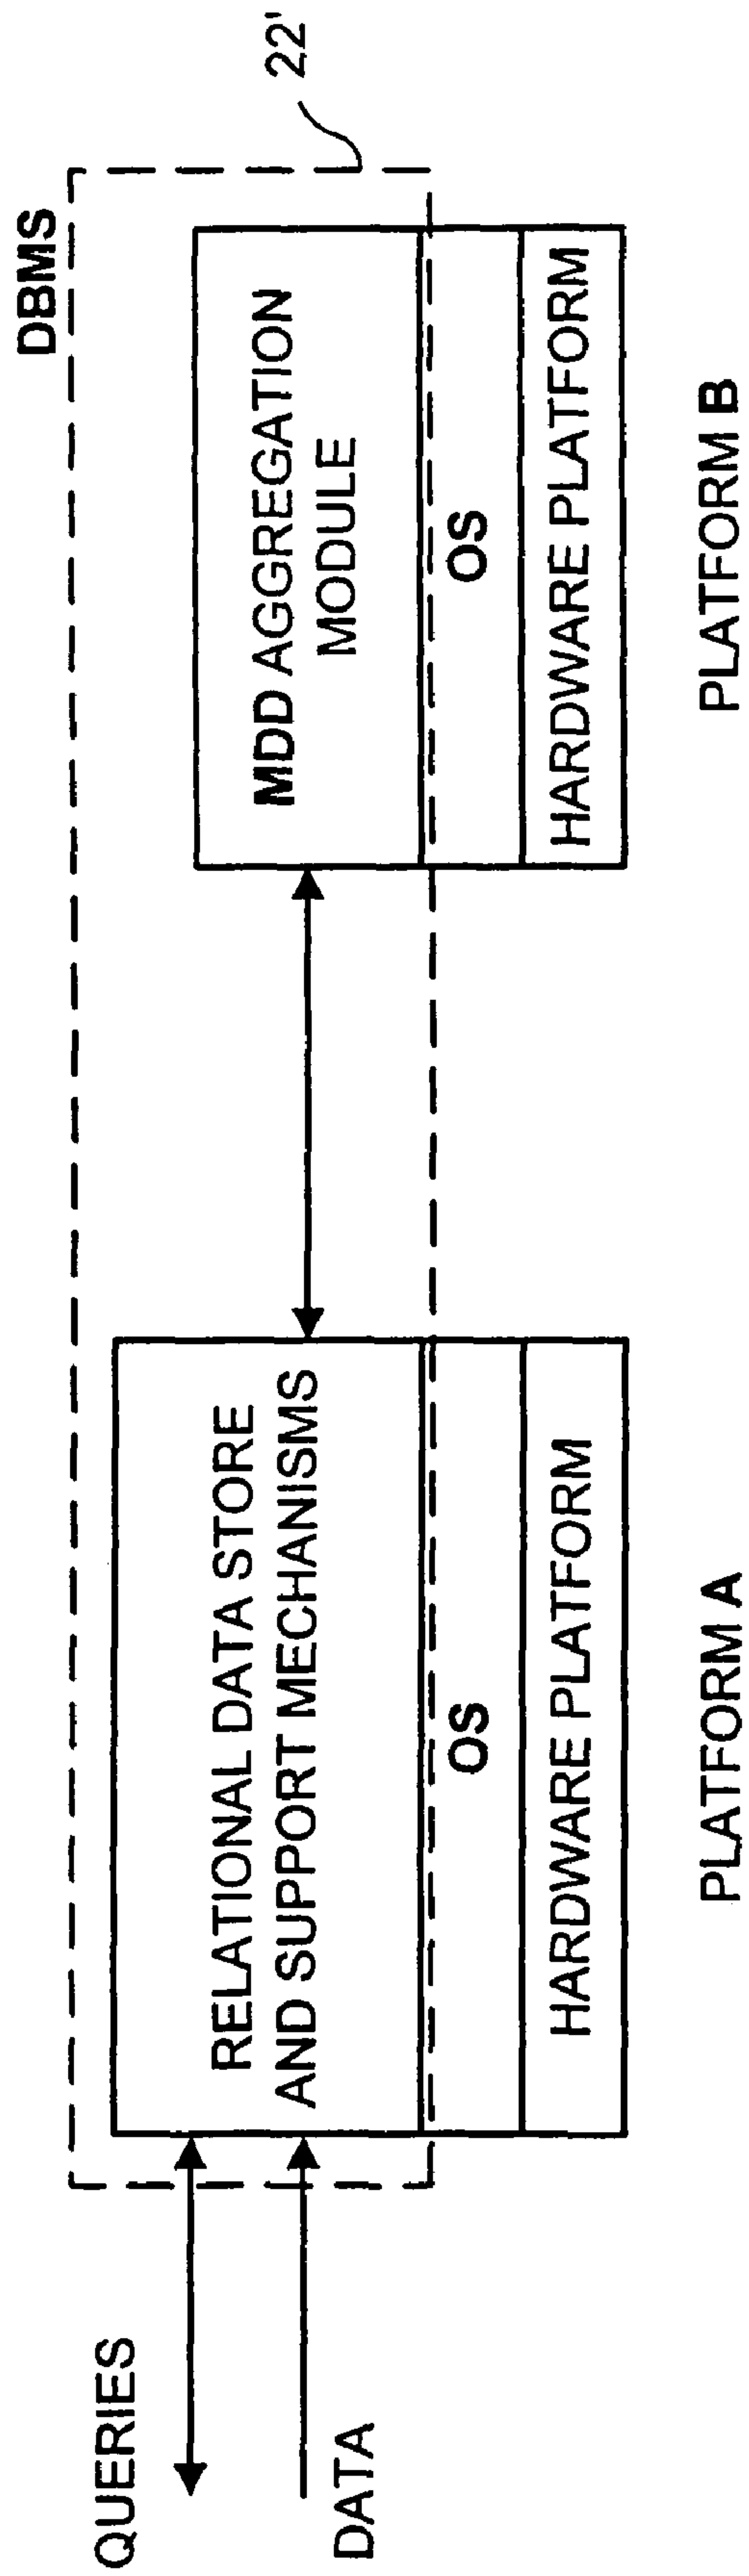 DBMS
22'
QUERIES
DATA
RELATIONAL DATA STORE
AND SUPPORT MECHANISMS
OS
HARDWARE PLATFORM
PLATFORM A
MDD AGGREGATION
MODULE
OS
HARDWARE PLATFORM
PLATFORM B